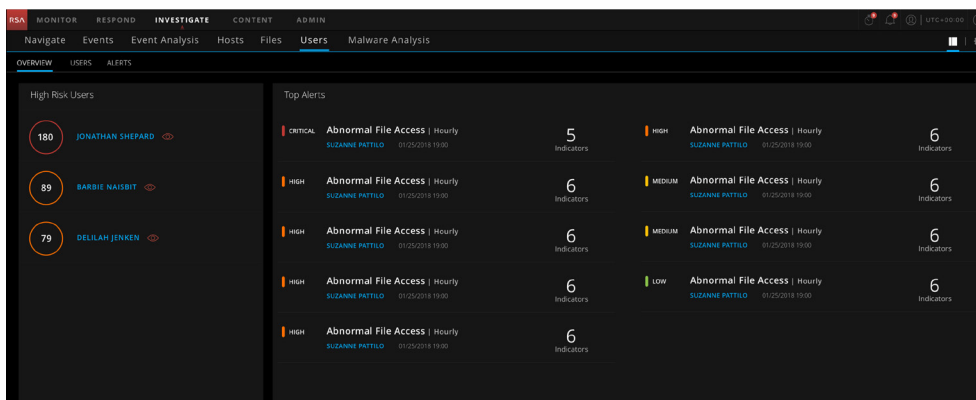 RSA MONITOR RESPOND INVESTIGATE CONTENT ADMIN UTC+00:00
Navigate Events Event Analysis Hosts Files Users Malware Analysis
OVERVIEW USERS ALERTS
High Risk Users
180 JONATHAN SHEPARD
89 BARBIE NAISBIT
79 DELILAH JENKEN
Top Alerts
CRITICAL Abnormal File Access | Hourly 5
SUZANNE PATTILO 01/25/2018 19:00 Indicators
HIGH Abnormal File Access | Hourly 6
SUZANNE PATTILO 01/25/2018 19:00 Indicators
HIGH Abnormal File Access | Hourly 6
SUZANNE PATTILO 01/25/2018 19:00 Indicators
HIGH Abnormal File Access | Hourly 6
SUZANNE PATTILO 01/25/2018 19:00 Indicators
HIGH Abnormal File Access | Hourly 6
SUZANNE PATTILO 01/25/2018 19:00 Indicators
HIGH Abnormal File Access | Hourly 6
SUZANNE PATTILO 01/25/2018 19:00 Indicators
MEDIUM Abnormal File Access | Hourly 6
SUZANNE PATTILO 01/25/2018 19:00 Indicators
MEDIUM Abnormal File Access | Hourly 6
SUZANNE PATTILO 01/25/2018 19:00 Indicators
LOW Abnormal File Access | Hourly 6
SUZANNE PATTILO 01/25/2018 19:00 Indicators